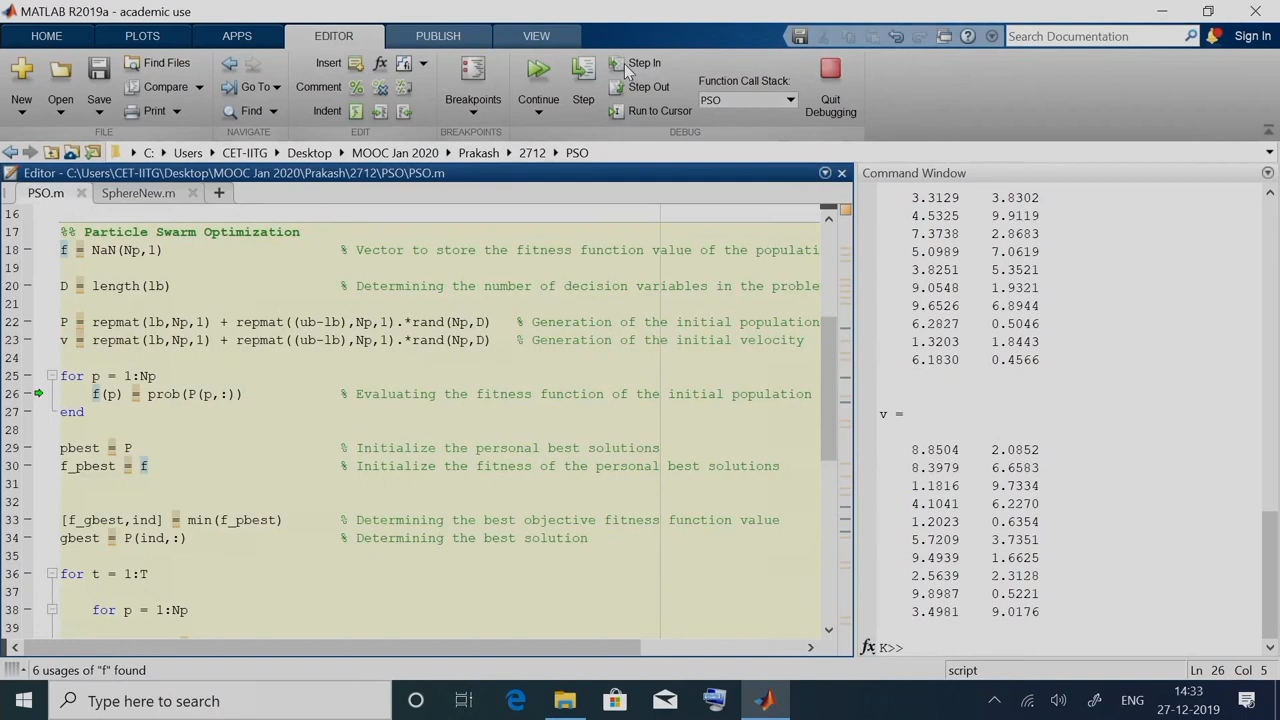 MATLAB R2019a - academic use
HOME PLOTS APPS EDITOR PUBLISH VIEW Search Documentation Sign In
New Open Save Find Files Compare Print
FILE
Go To Find
NAVIGATE
Insert fx
Comment %
Indent
EDIT
Breakpoints
BREAKPOINTS
Continue Step Step In Step Out Run to Cursor
Function Call Stack:
PSO
Quit Debugging
DEBUG
C: Users CET-IITG Desktop MOOC Jan 2020 Prakash 2712 PSO
Editor - C:\Users\CET-IITG\Desktop\MOOC Jan 2020\Prakash\2712\PSO\PSO.m
PSO.m SphereNew.m
16
17 %% Particle Swarm Optimization
18 f = NaN(Np,1) % Vector to store the fitness function value of the populati
19
20 D = length(lb) % Determining the number of decision variables in the proble
21
22 P = repmat(lb,Np,1) + repmat((ub-lb),Np,1).*rand(Np,D) % Generation of the initial population
23 v = repmat(lb,Np,1) + repmat((ub-lb),Np,1).*rand(Np,D) % Generation of the initial velocity
24
25 for p = 1:Np
26 f(p) = prob(P(p,:)) % Evaluating the fitness function of the initial population
27 end
28
29 pbest = P % Initialize the personal best solutions
30 f_pbest = f % Initialize the fitness of the personal best solutions
31
32
33 [f_gbest,ind] = min(f_pbest) % Determining the best objective fitness function value
34 gbest = P(ind,:) % Determining the best solution
35
36 for t = 1:T
37
38 for p = 1:Np
39
Command Window
3.3129 3.8302
4.5325 9.9119
7.3738 2.8683
5.0989 7.0619
3.8251 5.3521
9.0548 1.9321
9.6526 6.8944
6.2827 0.5046
1.3203 1.8443
6.1830 0.4566
v =
8.8504 2.0852
8.3979 6.6583
1.1816 9.7334
4.1041 6.2270
1.2023 0.6354
5.7209 3.7351
9.4939 1.6625
2.5639 2.3128
9.8987 0.5221
3.4981 9.0176
fx K>>
6 usages of "f" found
script Ln 26 Col 5
Type here to search
ENG
14:33
27-12-2019